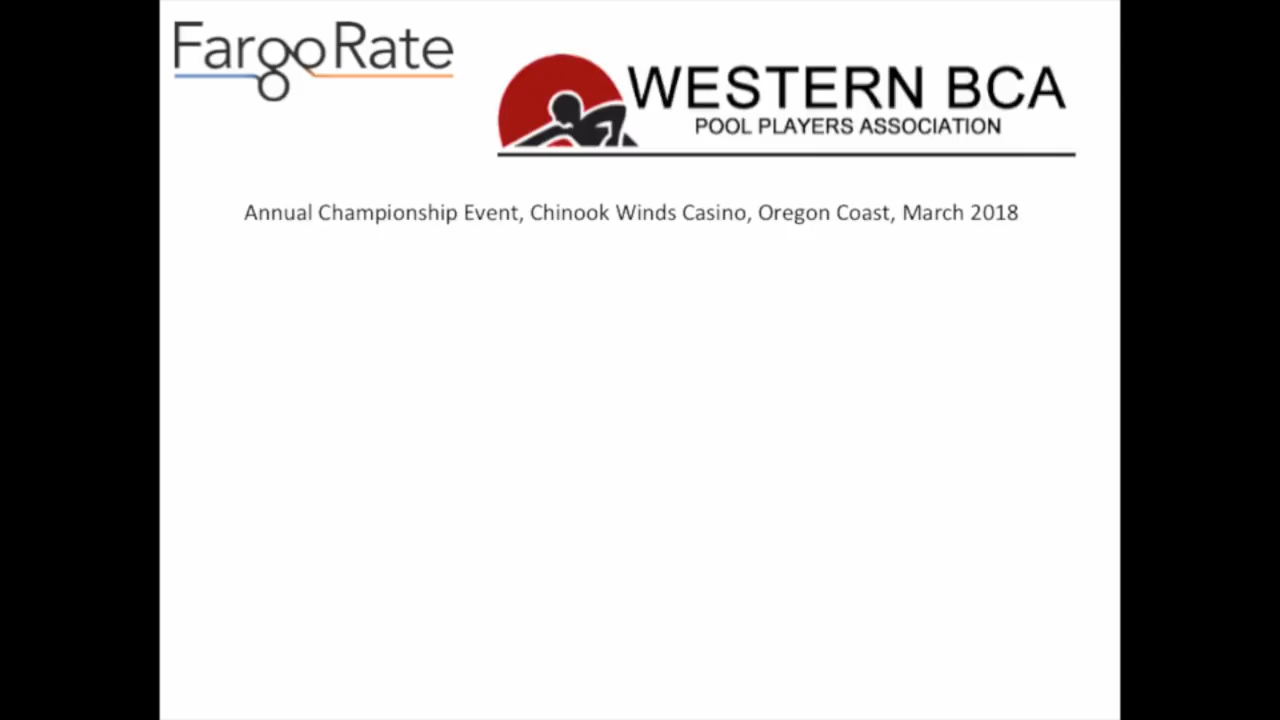 FargoRate
WESTERN BCA
POOL PLAYERS ASSOCIATION
Annual Championship Event, Chinook Winds Casino, Oregon Coast, March 2018